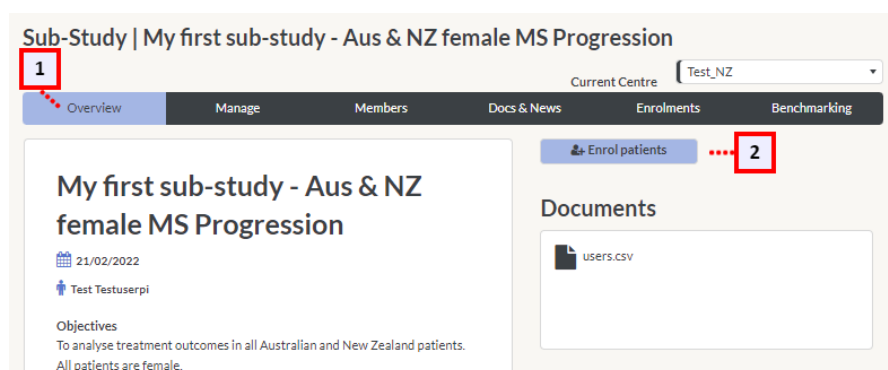 Sub-Study | My first sub-study - Aus & NZ female MS Progression
1
Current Centre
Test_NZ
Overview
Manage
Members
Docs & News
Enrolments
Benchmarking
Enrol patients
2
My first sub-study - Aus & NZ
female MS Progression
21/02/2022
Test Testuserpi
Objectives
To analyse treatment outcomes in all Australian and New Zealand patients.
All patients are female.
Documents
users.csv